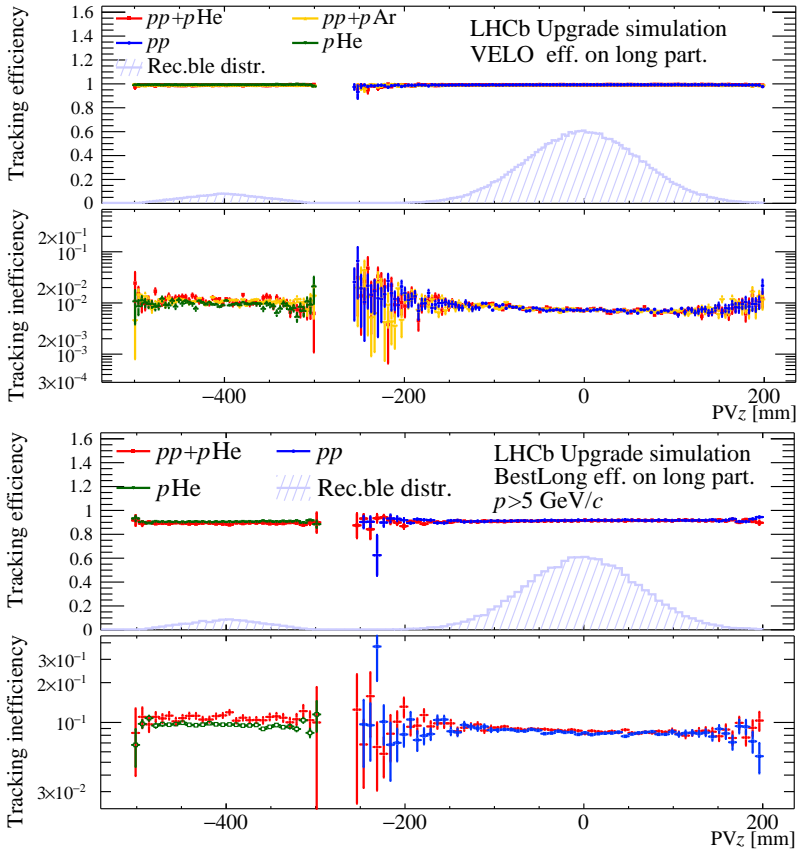 pp+pHe
pp+pAr
pp
pHe
Rec.ble distr.
LHCb Upgrade simulation
VELO eff. on long part.
Tracking efficiency
1.6
1.4
1.2
1
0.8
0.6
0.4
0.2
0
Tracking inefficiency
2×10⁻¹
10⁻¹
2×10⁻²
10⁻²
2×10⁻³
10⁻³
3×10⁻⁴
−400
−200
0
200
PVz [mm]
pp+pHe
pp
pHe
Rec.ble distr.
LHCb Upgrade simulation
BestLong eff. on long part.
p>5 GeV/c
Tracking efficiency
1.6
1.4
1.2
1
0.8
0.6
0.4
0.2
0
Tracking inefficiency
3×10⁻¹
10⁻¹
3×10⁻²
−400
−200
0
200
PVz [mm]